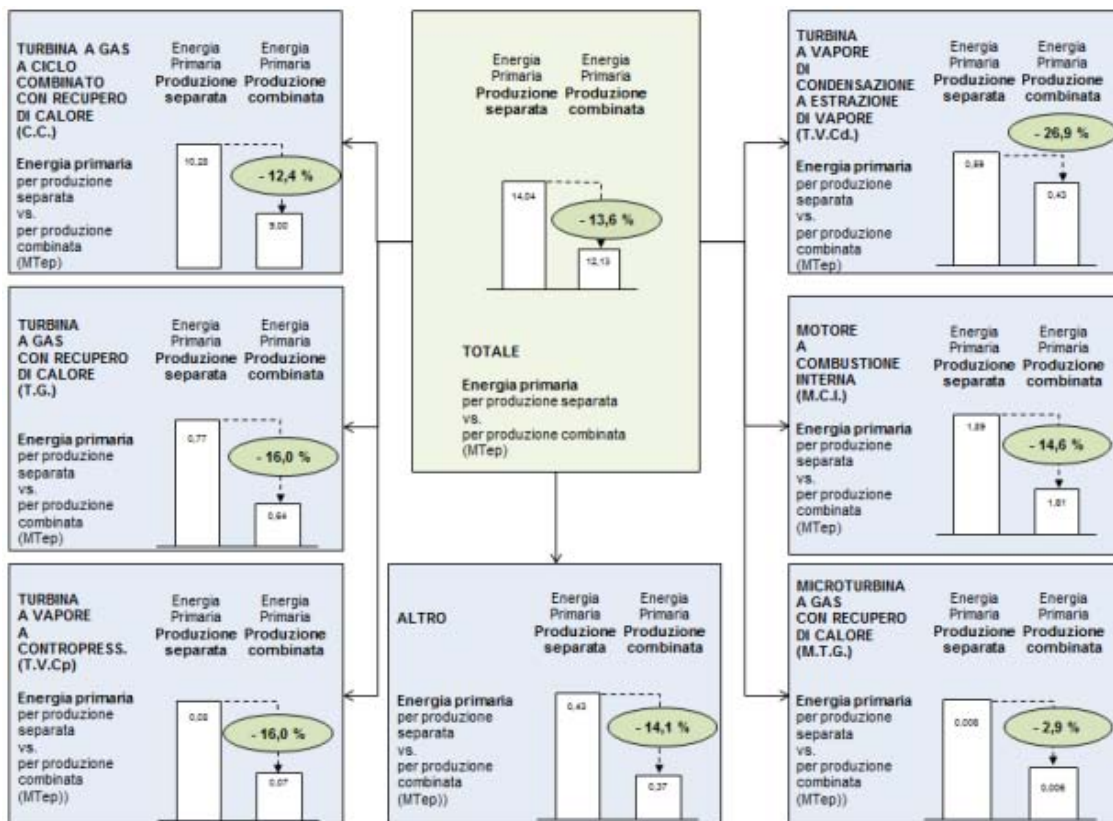 TURBINA A GAS
A CICLO
COMBINATO
CON RECUPERO
DI CALORE
(C.C.)
Energia primaria
per produzione
separata
vs.
per produzione
combinata
(MTep)
Energia
Primaria
Produzione
separata
Energia
Primaria
Produzione
combinata
10,28
- 12,4 %
9,00
TURBINA
A GAS
CON RECUPERO
DI CALORE
(T.G.)
Energia primaria
per produzione
separata
vs.
per produzione
combinata
(MTep)
Energia
Primaria
Produzione
separata
Energia
Primaria
Produzione
combinata
0,77
- 16,0 %
0,64
TURBINA
A VAPORE
A
CONTROPRESS.
(T.V.Cp)
Energia primaria
per produzione
separata
vs.
per produzione
combinata
(MTep))
Energia
Primaria
Produzione
separata
Energia
Primaria
Produzione
combinata
0,08
- 16,0 %
0,07
Energia
Primaria
Produzione
separata
Energia
Primaria
Produzione
combinata
14,04
- 13,6 %
12,13
TOTALE
Energia primaria
per produzione separata
vs.
per produzione combinata
(MTep)
ALTRO
Energia primaria
per produzione
separata
vs.
per produzione
combinata
(MTep))
Energia
Primaria
Produzione
separata
Energia
Primaria
Produzione
combinata
0,43
- 14,1 %
0,37
TURBINA
A VAPORE
DI
CONDENSAZIONE
A ESTRAZIONE
DI VAPORE
(T.V.Cd.)
Energia primaria
per produzione
separata
vs.
per produzione
combinata
(MTep)
Energia
Primaria
Produzione
separata
Energia
Primaria
Produzione
combinata
- 26,9 %
0,59
0,43
MOTORE
A
COMBUSTIONE
INTERNA
(M.C.I.)
Energia primaria
per produzione
separata
vs.
per produzione
combinata
(MTep)
Energia
Primaria
Produzione
separata
Energia
Primaria
Produzione
combinata
1,89
- 14,6 %
1,61
MICROTURBINA
A GAS
CON RECUPERO
DI CALORE
(M.T.G.)
Energia primaria
per produzione
separata
vs.
per produzione
combinata
(MTep))
Energia
Primaria
Produzione
separata
Energia
Primaria
Produzione
combinata
0,008
- 2,9 %